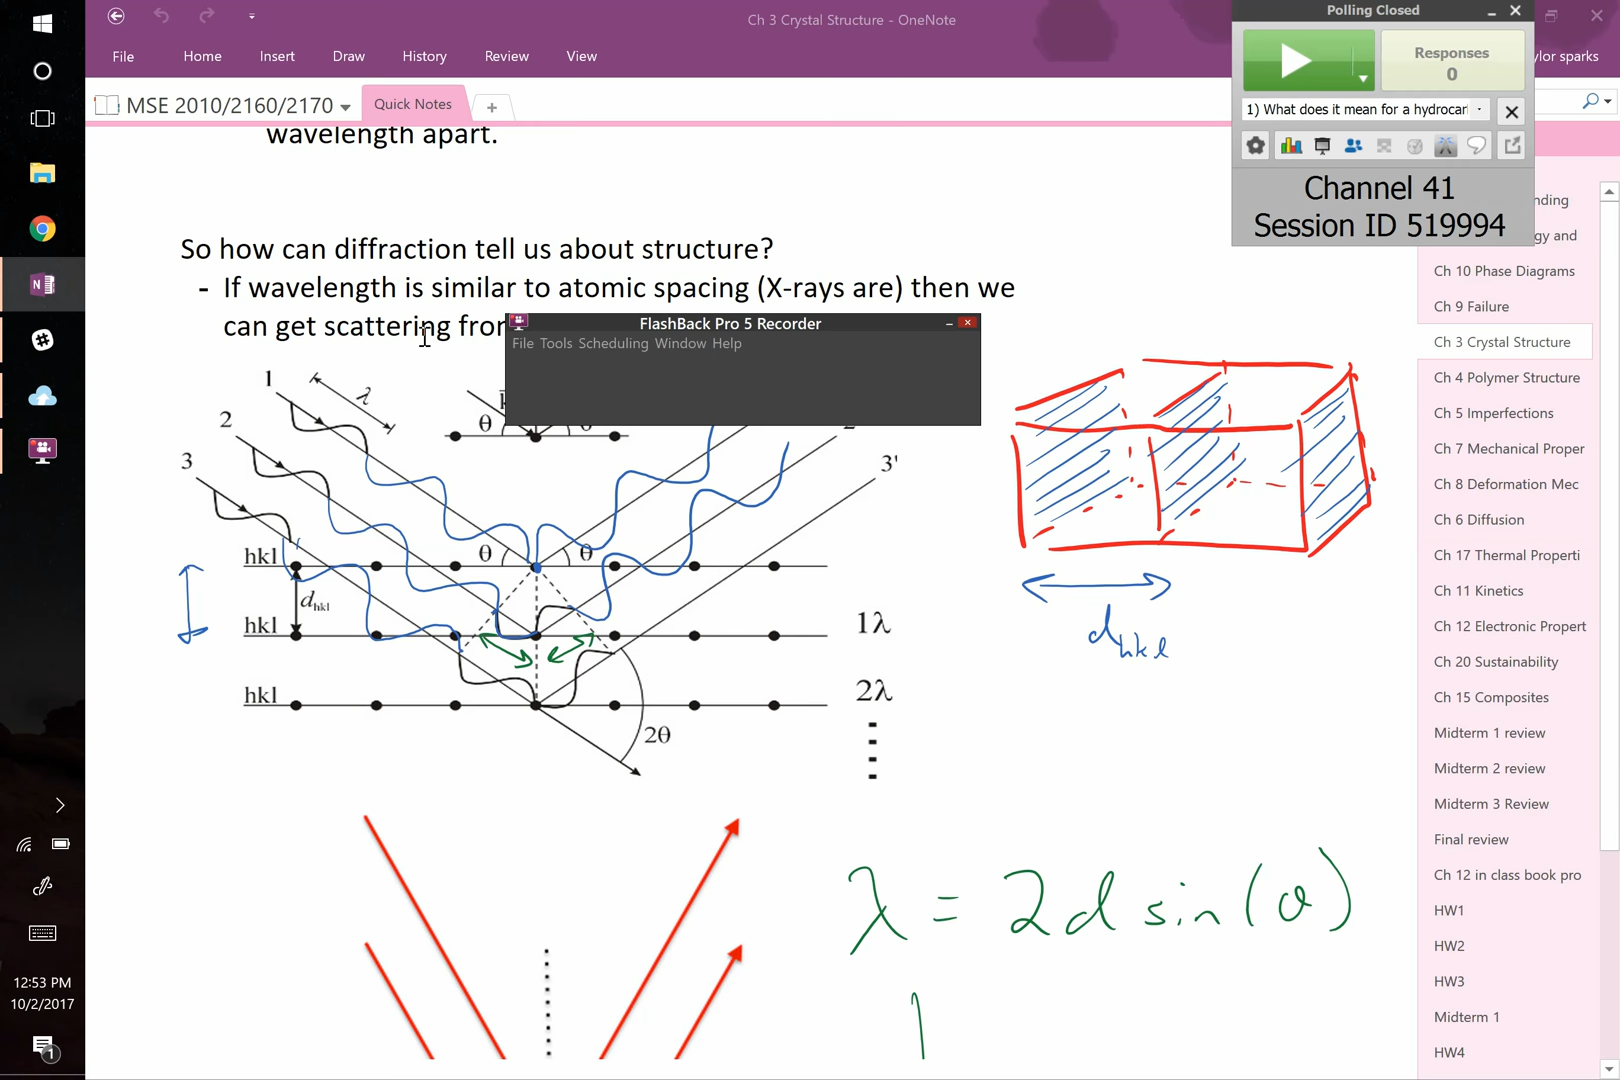 Ch 3 Crystal Structure - OneNote
Polling Closed
File Home Insert Draw History Review View
ylor sparks
Responses
0
1) What does it mean for a hydrocarl
Channel 41
Session ID 519994
MSE 2010/2160/2170
Quick Notes
wavelength apart.
So how can diffraction tell us about structure?
- If wavelength is similar to atomic spacing (X-rays are) then we
can get scattering fron
FlashBack Pro 5 Recorder
File Tools Scheduling Window Help
1
λ
2
θ
3
3'
hkl
θ
θ
d hkl
hkl
1λ
hkl
2λ
2θ
d hkl
λ = 2 d sin(θ)
nding
gy and
Ch 10 Phase Diagrams
Ch 9 Failure
Ch 3 Crystal Structure
Ch 4 Polymer Structure
Ch 5 Imperfections
Ch 7 Mechanical Proper
Ch 8 Deformation Mec
Ch 6 Diffusion
Ch 17 Thermal Properti
Ch 11 Kinetics
Ch 12 Electronic Propert
Ch 20 Sustainability
Ch 15 Composites
Midterm 1 review
Midterm 2 review
Midterm 3 Review
Final review
Ch 12 in class book pro
HW1
HW2
HW3
Midterm 1
HW4
12:53 PM
10/2/2017
1